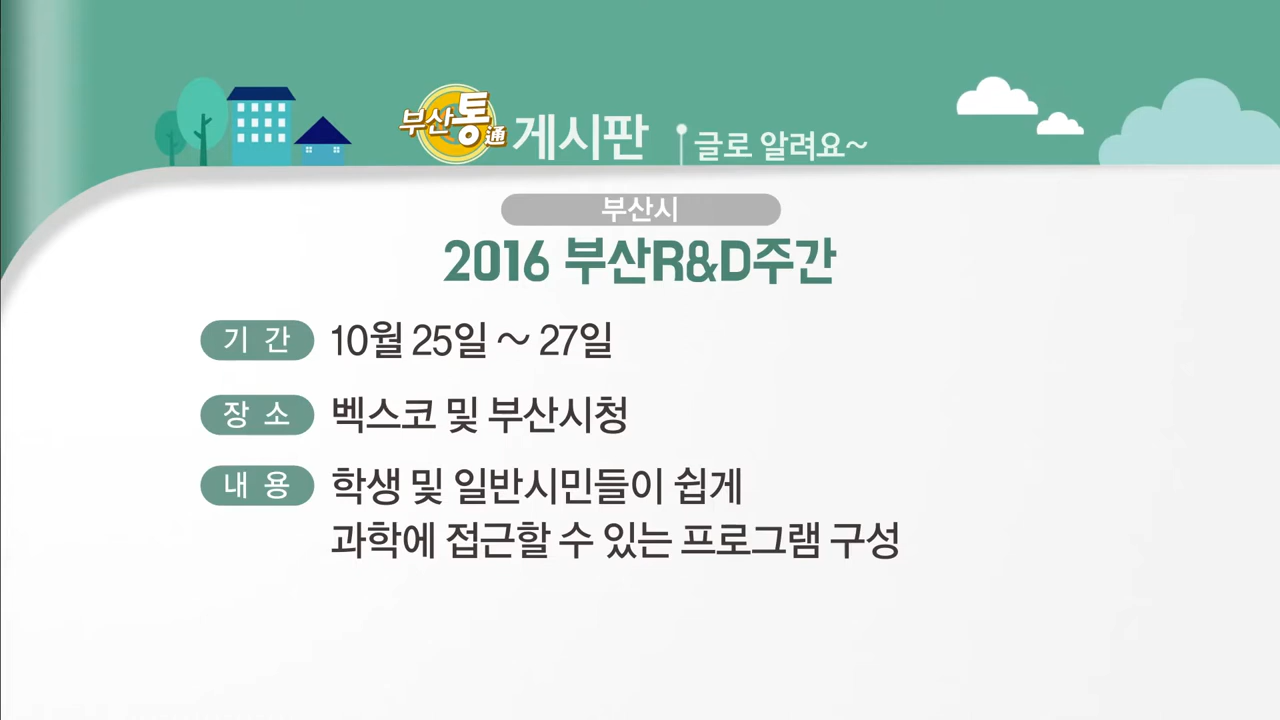 부산통通 게시판 글로 알려요~
부산시
2016 부산R&D주간
기 간 10월 25일 ~ 27일
장 소 벡스코 및 부산시청
내 용 학생 및 일반시민들이 쉽게
과학에 접근할 수 있는 프로그램 구성